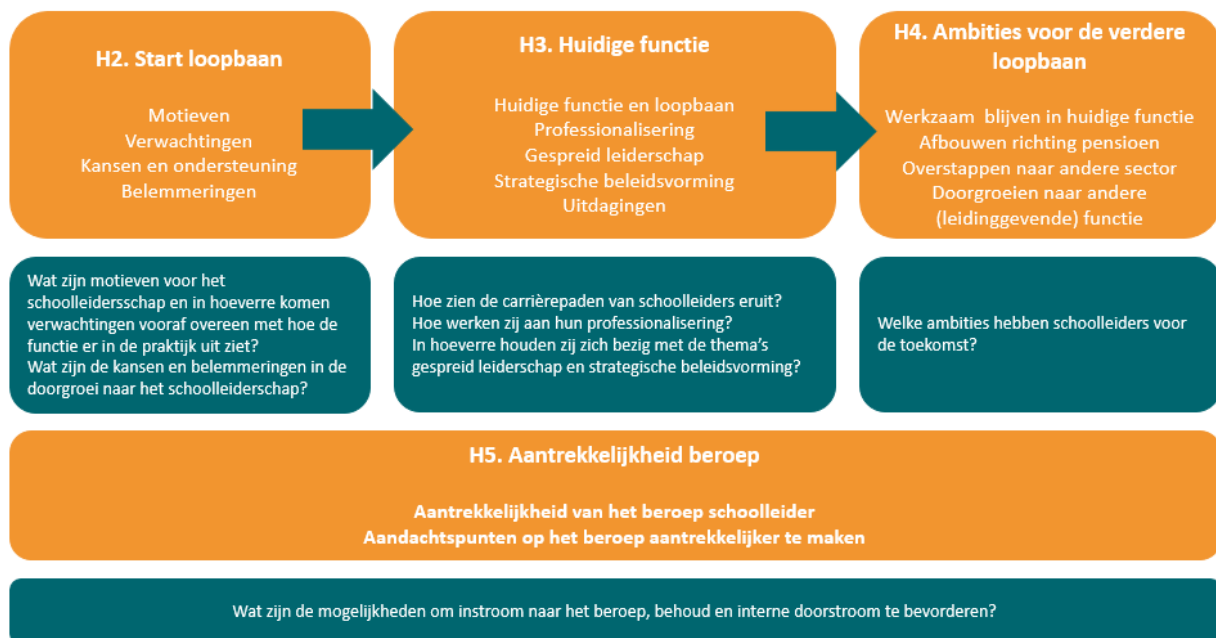 H2. Start loopbaan
Motieven
Verwachtingen
Kansen en ondersteuning
Belemmeringen
H3. Huidige functie
Huidige functie en loopbaan
Professionalisering
Gespreid leiderschap
Strategische beleidsvorming
Uitdagingen
H4. Ambities voor de verdere
loopbaan
Werkzaam blijven in huidige functie
Afbouwen richting pensioen
Overstappen naar andere sector
Doorgroeien naar andere
(leidinggevende) functie
Wat zijn motieven voor het
schoolleidersschap en in hoeverre komen
verwachtingen vooraf overeen met hoe de
functie er in de praktijk uit ziet?
Wat zijn de kansen en belemmeringen in de
doorgroei naar het schoolleiderschap?
Hoe zien de carrièrepaden van schoolleiders eruit?
Hoe werken zij aan hun professionalisering?
In hoeverre houden zij zich bezig met de thema's
gespreid leiderschap en strategische beleidsvorming?
Welke ambities hebben schoolleiders voor
de toekomst?
H5. Aantrekkelijkheid beroep
Aantrekkelijkheid van het beroep schoolleider
Aandachtspunten op het beroep aantrekkelijker te maken
Wat zijn de mogelijkheden om instroom naar het beroep, behoud en interne doorstroom te bevorderen?